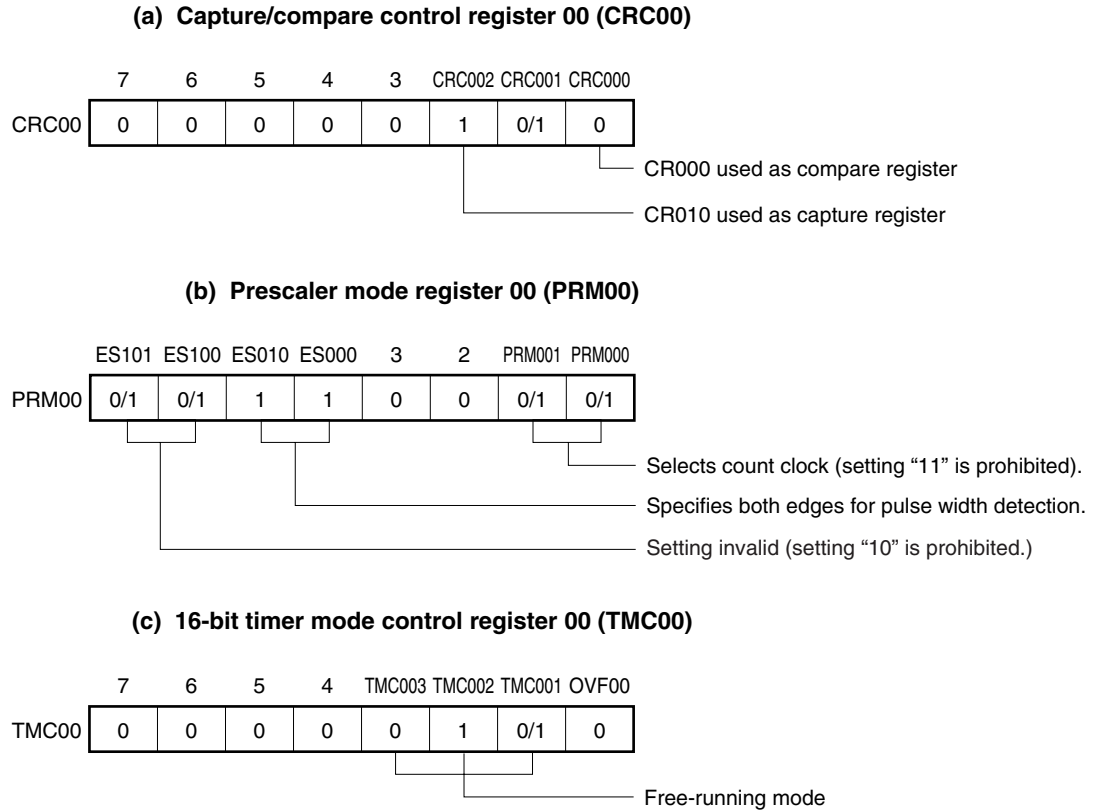 (a) Capture/compare control register 00 (CRC00)
7 6 5 4 3 CRC002 CRC001 CRC000
CRC00 0 0 0 0 0 1 0/1 0
CR000 used as compare register
CR010 used as capture register
(b) Prescaler mode register 00 (PRM00)
ES101 ES100 ES010 ES000 3 2 PRM001 PRM000
PRM00 0/1 0/1 1 1 0 0 0/1 0/1
Selects count clock (setting “11” is prohibited).
Specifies both edges for pulse width detection.
Setting invalid (setting “10” is prohibited.)
(c) 16-bit timer mode control register 00 (TMC00)
7 6 5 4 TMC003 TMC002 TMC001 OVF00
TMC00 0 0 0 0 0 1 0/1 0
Free-running mode